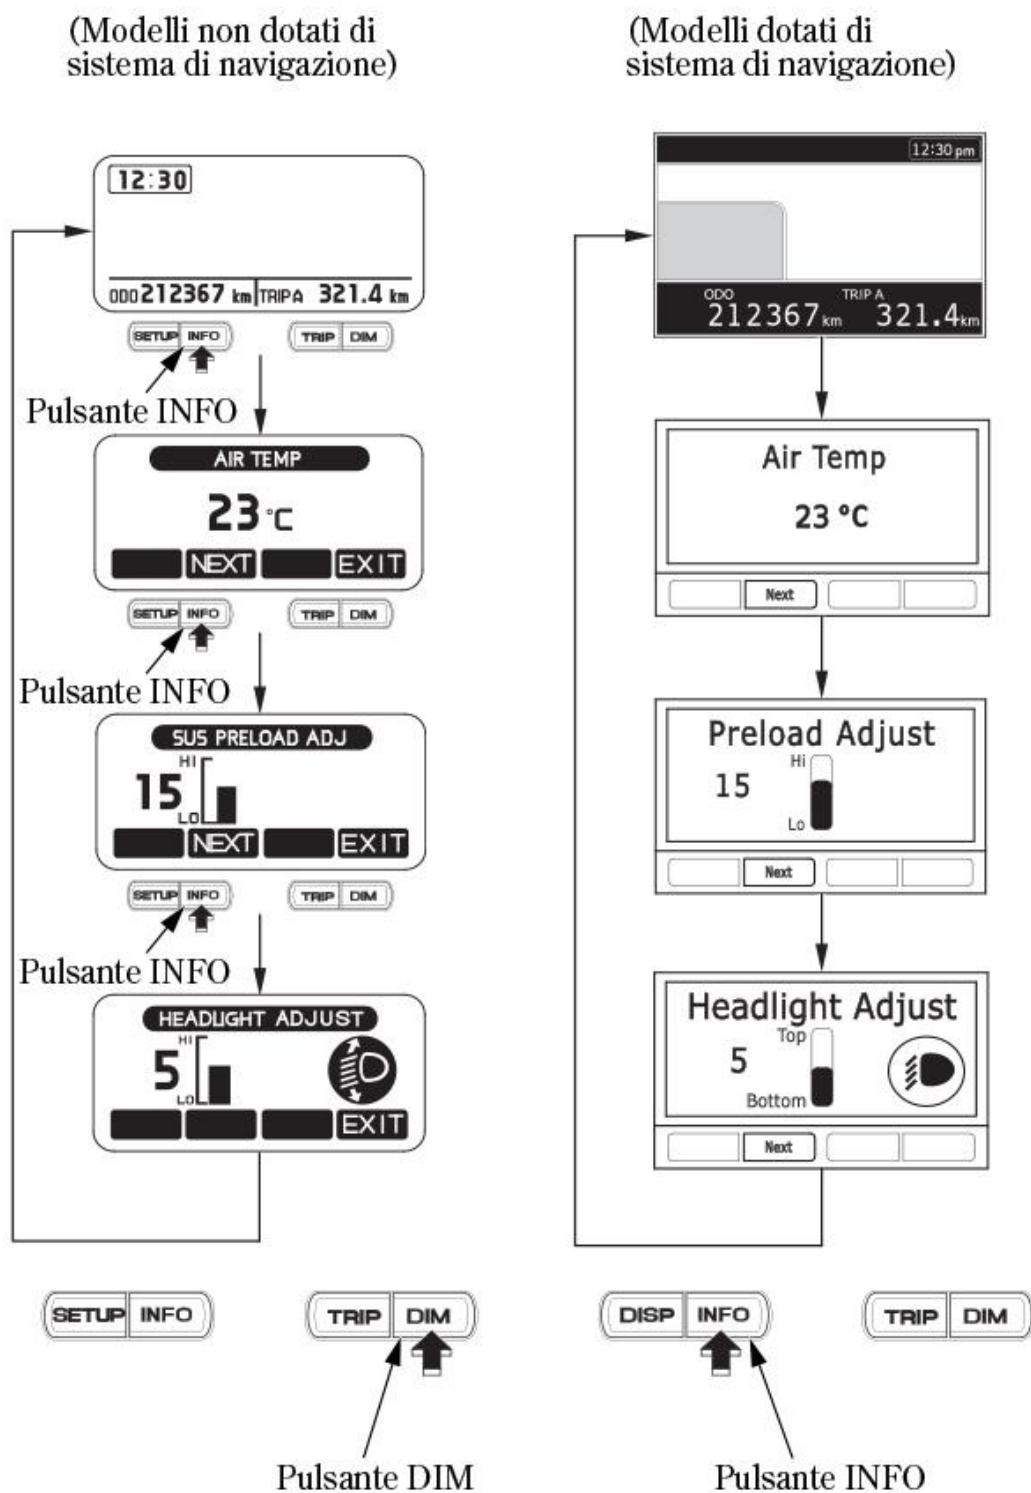 (Modelli non dotati di
sistema di navigazione)
12:30
ODO 212367 km TRIP A 321.4 km
SETUP INFO TRIP DIM
Pulsante INFO
AIR TEMP
23 °C
NEXT EXIT
SETUP INFO TRIP DIM
Pulsante INFO
SUS PRELOAD ADJ
HI
15
LO
NEXT EXIT
SETUP INFO TRIP DIM
Pulsante INFO
HEADLIGHT ADJUST
HI
5
LO
EXIT
SETUP INFO TRIP DIM
Pulsante DIM
(Modelli dotati di
sistema di navigazione)
12:30 pm
ODO TRIP A
212367 km 321.4 km
Air Temp
23 °C
Next
Preload Adjust
Hi
15
Lo
Next
Headlight Adjust
Top
5
Bottom
Next
DISP INFO TRIP DIM
Pulsante INFO